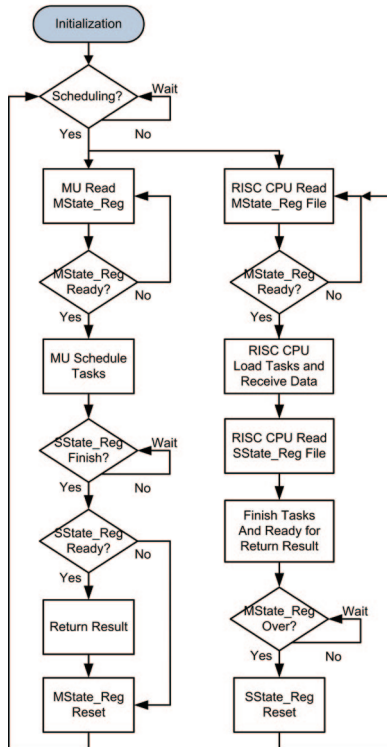 Initialization
Scheduling?
Wait
Yes
No
MU Read
MState_Reg
MState_Reg
Ready?
No
Yes
MU Schedule
Tasks
SState_Reg
Finish?
Wait
Yes
No
SState_Reg
Ready?
No
Yes
Return Result
MState_Reg
Reset
RISC CPU Read
MState_Reg File
MState_Reg
Ready?
No
Yes
RISC CPU
Load Tasks and
Receive Data
RISC CPU Read
SState_Reg File
Finish Tasks
And Ready for
Return Result
MState_Reg
Over?
Wait
Yes
No
SState_Reg
Reset